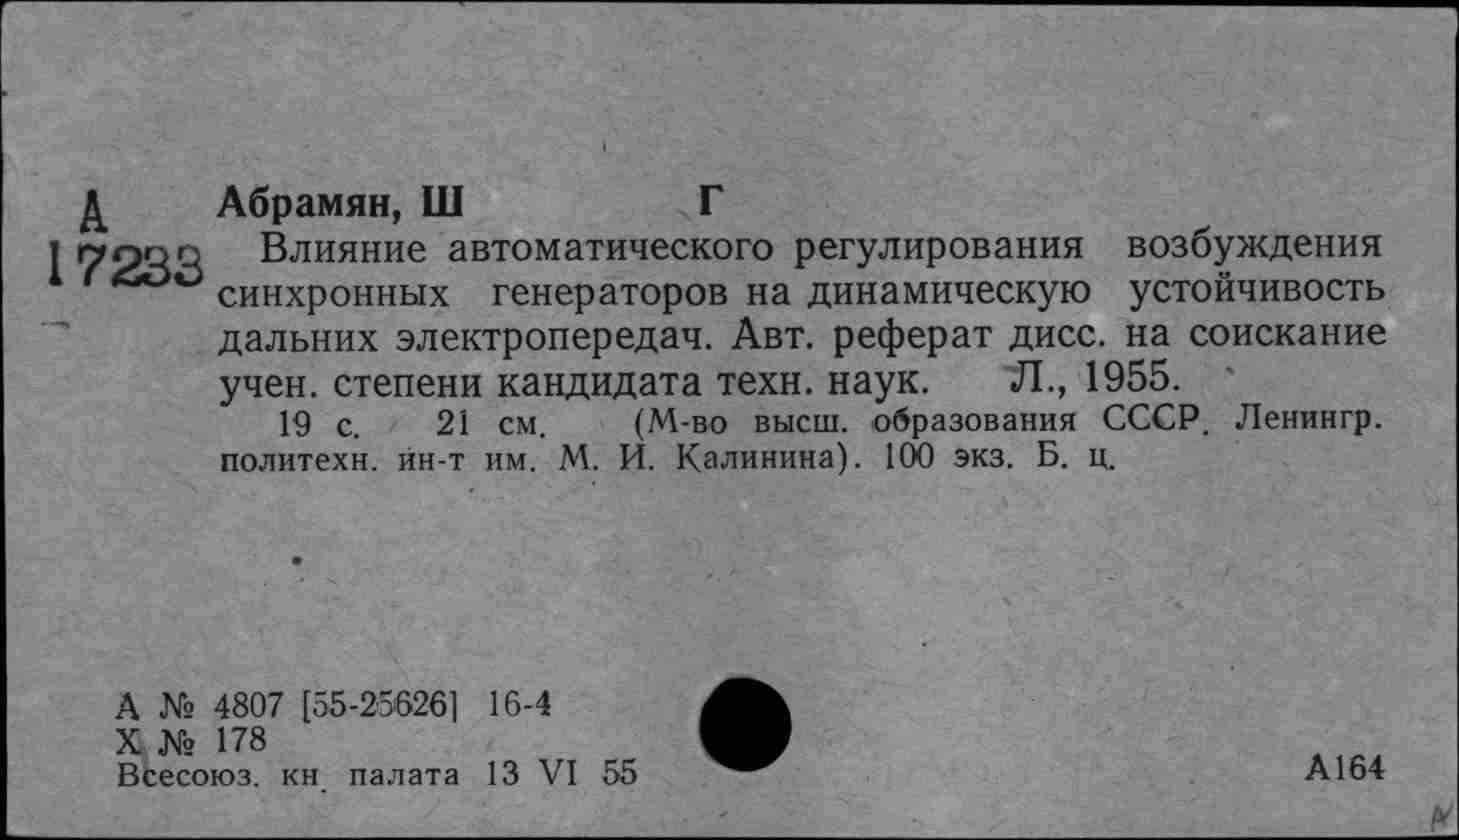 А
17233
Абрамян, Ш Г
Влияние автоматического регулирования возбуждения
синхронных генераторов на динамическую устойчивость
дальних электропередач. Авт. реферат дисс. на соискание
учен. степени кандидата техн. наук. Л., 1955.
19 с. 21 см. (М-во высш. образования СССР. Ленингр.
политехн. ин-т им. М. И. Калинина). 100 экз. Б. ц.
А № 4807 [55-25626] 16-4
Х № 178
Всесоюз. кн. палата 13 VI 55
А164